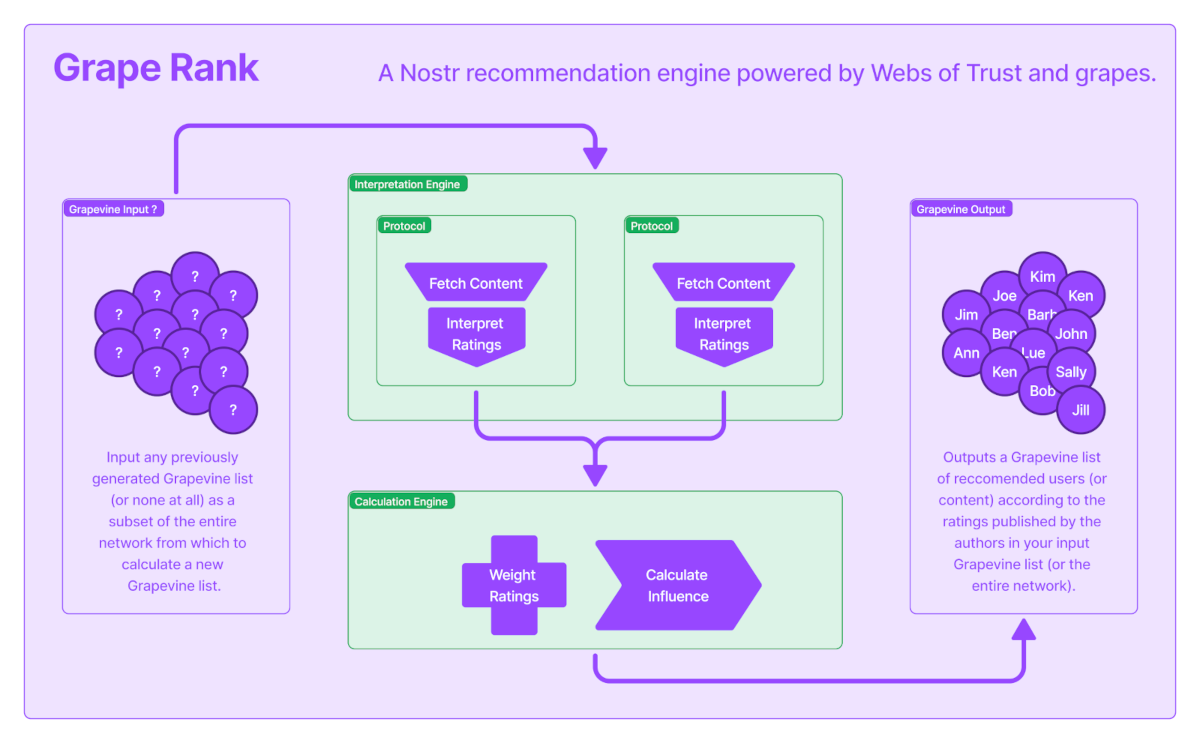 Grape Rank
A Nostr recommendation engine powered by Webs of Trust and grapes.
Grapevine Input ?
?
?
?
?
?
?
?
?
?
?
?
?
?
Input any previously
generated Grapevine list
(or none at all) as a
subset of the entire
network from which to
calculate a new
Grapevine list.
Interpretation Engine
Protocol
Fetch Content
Interpret
Ratings
Protocol
Fetch Content
Interpret
Ratings
Calculation Engine
Weight
Ratings
Calculate
Influence
Grapevine Output
Kim
Joe
Ken
Jim
Barb
Ben
John
Ann
Lue
Ken
Sally
Bob
Jill
Outputs a Grapevine list
of reccomended users (or
content) according to the
ratings published by the
authors in your input
Grapevine list (or the
entire network).